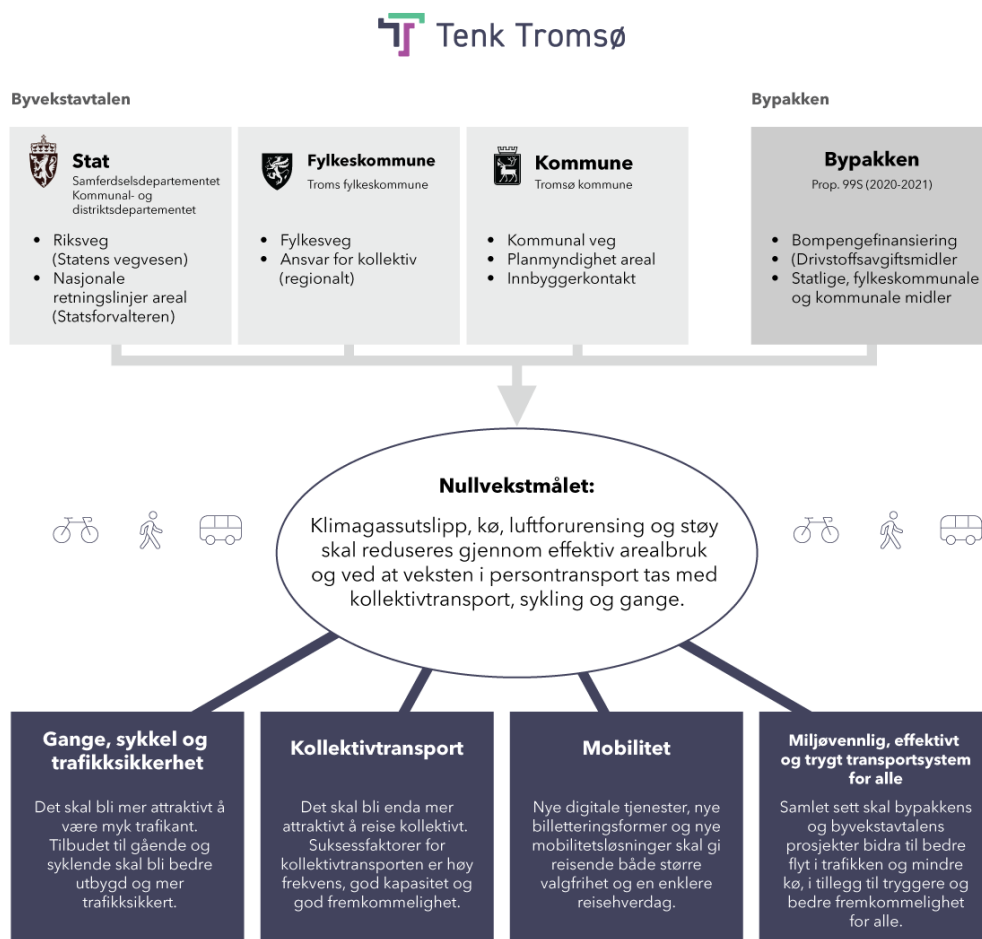 Tenk Tromsø
Byvekstavtalen
Bypakken
Stat
Samferdselsdepartementet
Kommunal- og
distriktsdepartementet
• Riksveg
(Statens vegvesen)
• Nasjonale
retningslinjer areal
(Statsforvalteren)
Fylkeskommune
Troms fylkeskommune
• Fylkesveg
• Ansvar for kollektiv
(regionalt)
Kommune
Tromsø kommune
• Kommunal veg
• Planmyndighet areal
• Innbyggerkontakt
Bypakken
Prop. 99S (2020-2021)
• Bompengefinansiering
• (Drivstoffsavgiftsmidler
• Statlige, fylkeskommunale
og kommunale midler
Nullvekstmålet:
Klimagassutslipp, kø, luftforurensing og støy
skal reduseres gjennom effektiv arealbruk
og ved at veksten i persontransport tas med
kollektivtransport, sykling og gange.
Gange, sykkel og
trafikksikkerhet
Det skal bli mer attraktivt å
være myk trafikant.
Tilbudet til gående og
syklende skal bli bedre
utbygd og mer
trafikksikkert.
Kollektivtransport
Det skal bli enda mer
attraktivt å reise kollektivt.
Suksessfaktorer for
kollektivtransporten er høy
frekvens, god kapasitet og
god fremkommelighet.
Mobilitet
Nye digitale tjenester, nye
billetteringsformer og nye
mobilitetsløsninger skal gi
reisende både større
valgfrihet og en enklere
reisehverdag.
Miljøvennlig, effektivt
og trygt transportsystem
for alle
Samlet sett skal bypakkens
og byvekstavtalens
prosjekter bidra til bedre
flyt i trafikken og mindre
kø, i tillegg til tryggere og
bedre fremkommelighet
for alle.